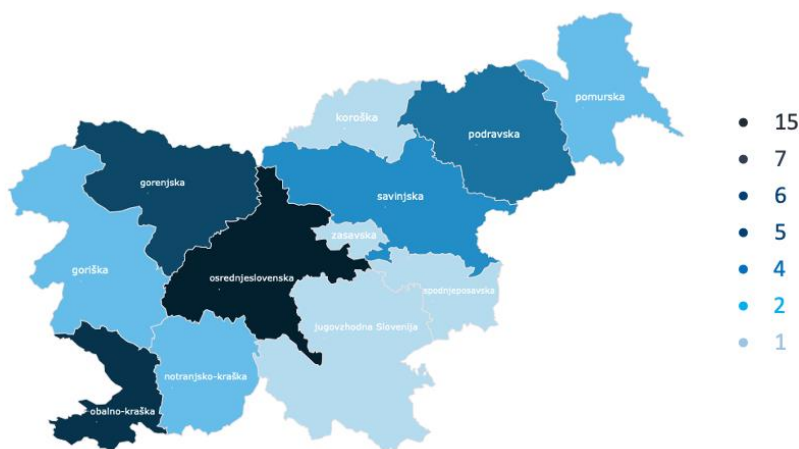 pomurska
koroška
podravska
gorenjska
savinjska
zasavska
goriška
osrednjeslovenska
spodnjeposavska
jugovzhodna Slovenija
notranjsko-kraška
obalno-kraška
15
7
6
5
4
2
1